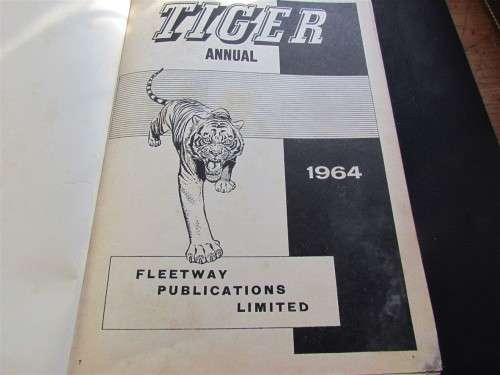 TIGER
ANNUAL
1964
FLEETWAY
PUBLICATIONS
LIMITED